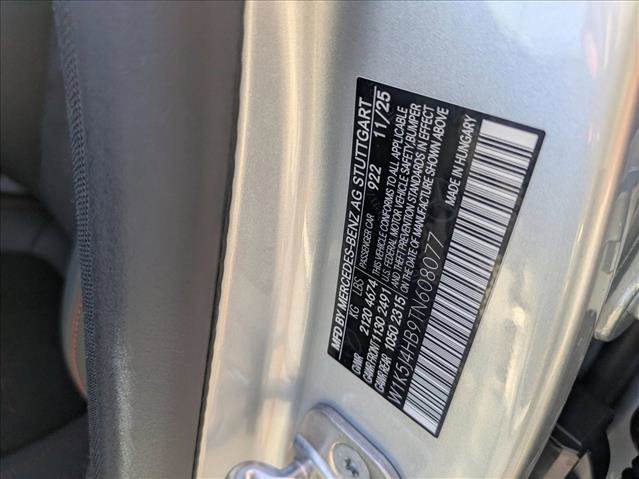 MFD BY MERCEDES-BENZ AG STUTTGART
KG LBS PASSENGER CAR 922 11/25
GVWR 2120 4674 THIS VEHICLE CONFORMS TO ALL APPLICABLE
GAWR FRONT 1130 2491 U.S. FEDERAL MOTOR VEHICLE SAFETY, BUMPER
GAWR REAR 1050 2315 AND THEFT PREVENTION STANDARDS IN EFFECT
ON THE DATE OF MANUFACTURE SHOWN ABOVE
W1K5J4HB9TN608077 MADE IN HUNGARY